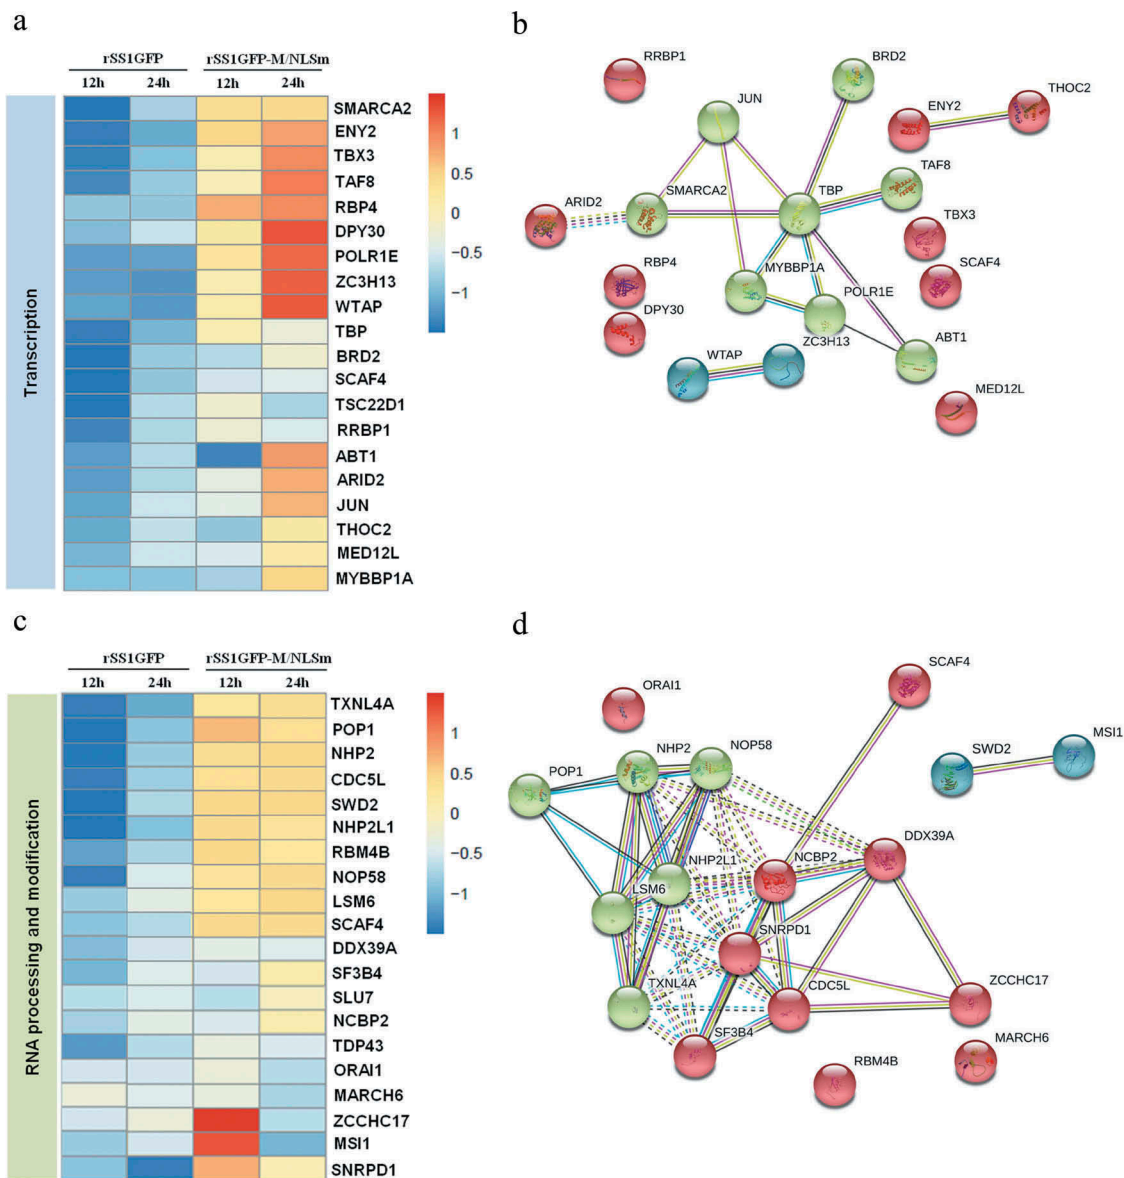 a
rSS1GFP rSS1GFP-M/NLSm
12h 24h 12h 24h
Transcription
SMARCA2
ENY2
TBX3
TAF8
RBP4
DPY30
POLR1E
ZC3H13
WTAP
TBP
BRD2
SCAF4
TSC22D1
RRBP1
ABT1
ARID2
JUN
THOC2
MED12L
MYBBP1A
1
0.5
0
−0.5
−1
b
RRBP1
BRD2
JUN
ENY2
THOC2
SMARCA2
TBP
TAF8
ARID2
TBX3
RBP4
MYBBP1A
SCAF4
POLR1E
DPY30
ZC3H13
ABT1
WTAP
MED12L
c
rSS1GFP rSS1GFP-M/NLSm
12h 24h 12h 24h
RNA processing and modification
TXNL4A
POP1
NHP2
CDC5L
SWD2
NHP2L1
RBM4B
NOP58
LSM6
SCAF4
DDX39A
SF3B4
SLU7
NCBP2
TDP43
ORAI1
MARCH6
ZCCHC17
MSI1
SNRPD1
1
0.5
0
−0.5
−1
d
SCAF4
ORAI1
MSI1
NHP2
NOP58
SWD2
POP1
DDX39A
NHP2L1
NCBP2
LSM6
SNRPD1
TXNL4A
CDC5L
ZCCHC17
SF3B4
MARCH6
RBM4B